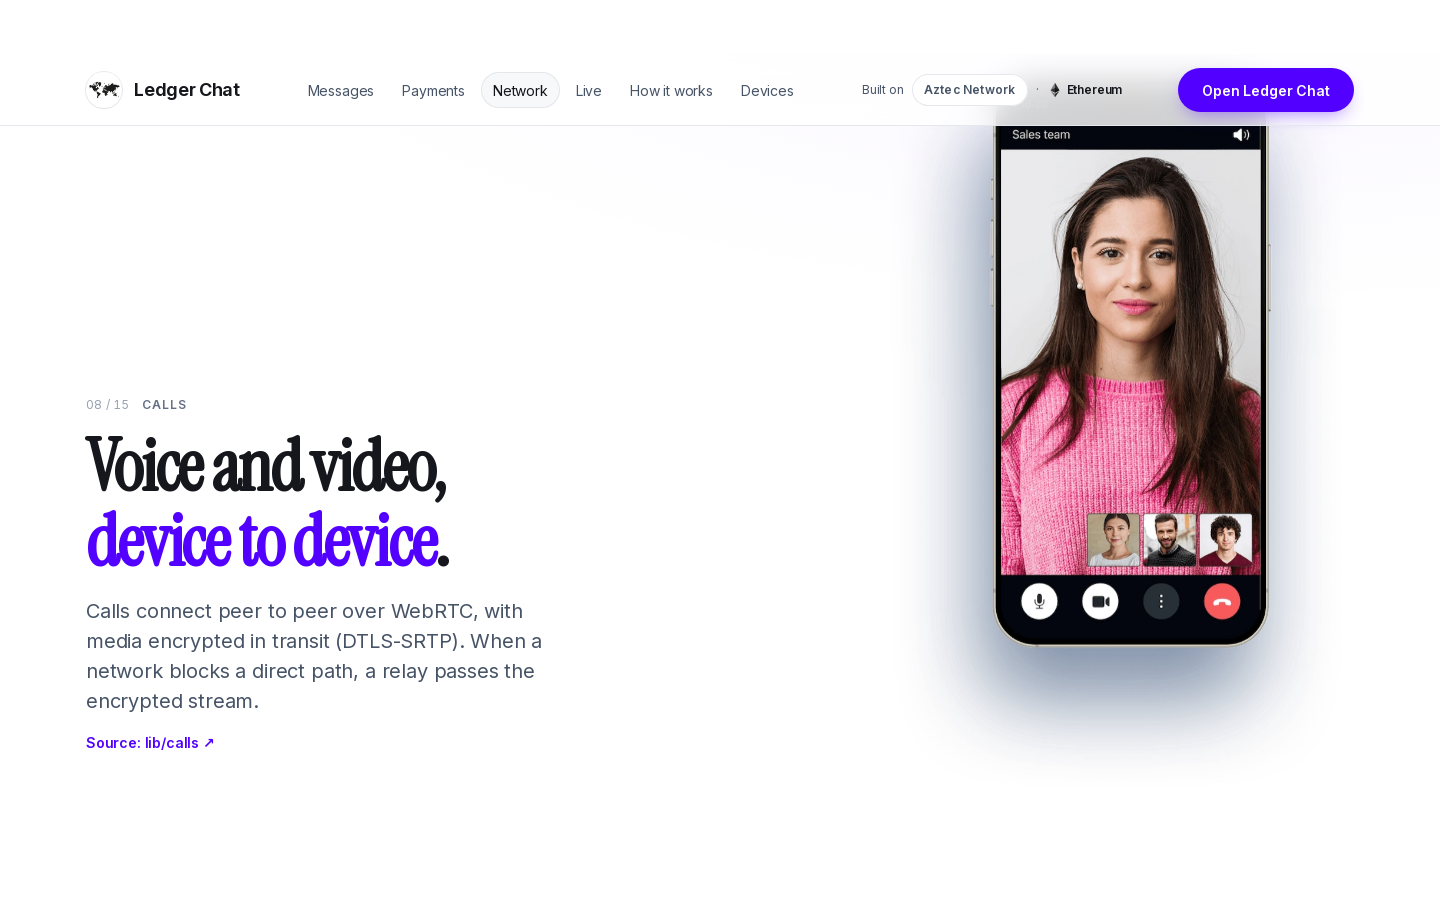 Ledger Chat
Messages
Payments
Network
Live
How it works
Devices
Built on
Aztec Network
·
Ethereum
Open Ledger Chat
Sales team
08 / 15 CALLS
Voice and video,
device to device.
Calls connect peer to peer over WebRTC, with
media encrypted in transit (DTLS-SRTP). When a
network blocks a direct path, a relay passes the
encrypted stream.
Source: lib/calls ↗